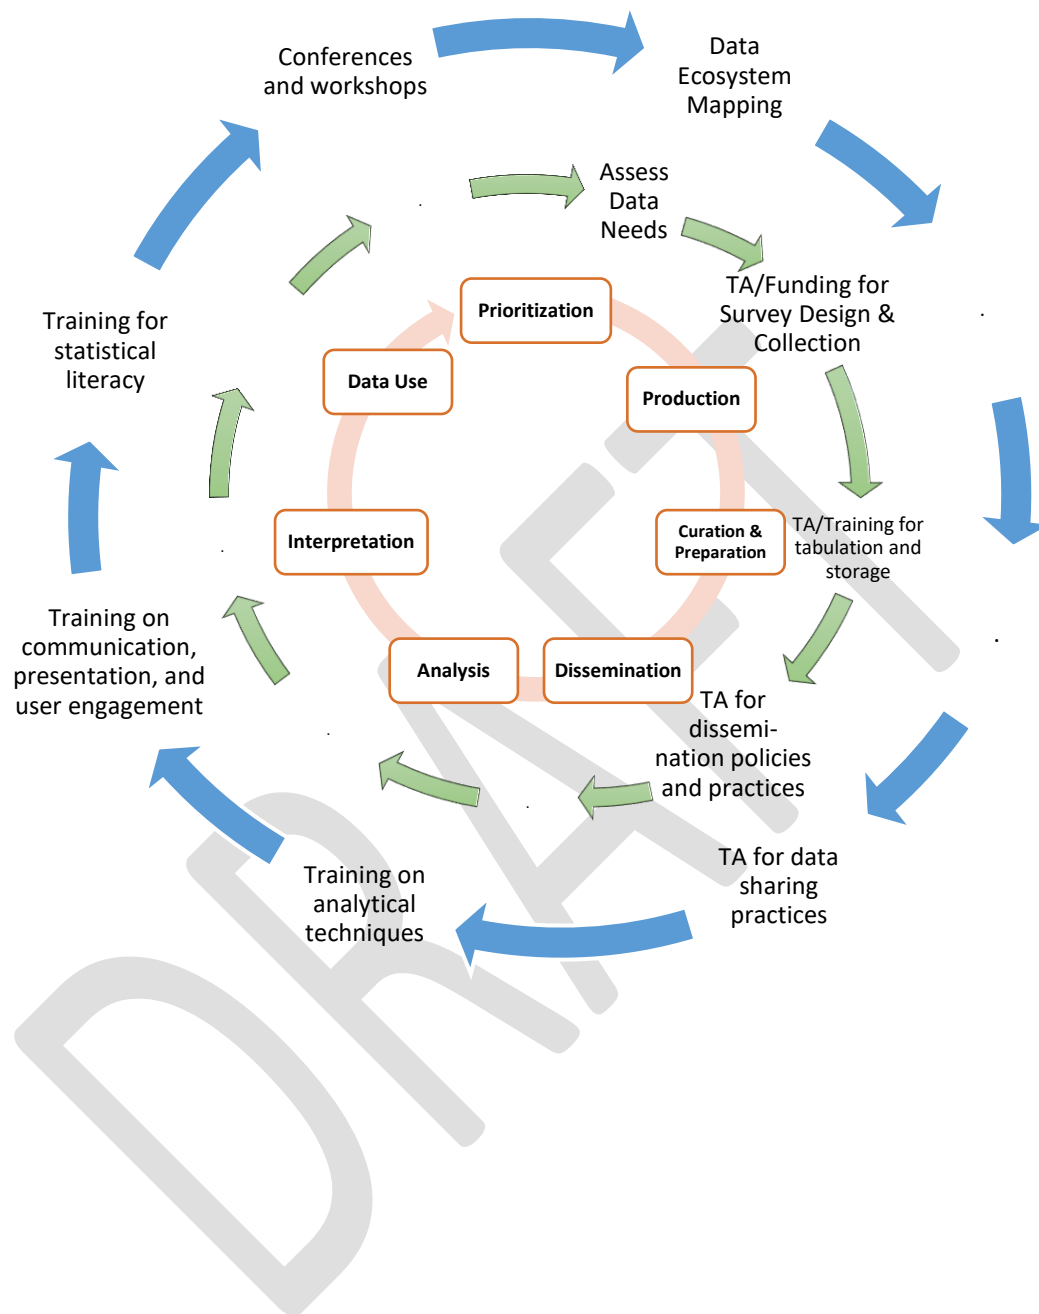 Conferences
and workshops
Data
Ecosystem
Mapping
Assess
Data
Needs
TA/Funding for
Survey Design &
Collection
Prioritization
Training for
statistical
literacy
Data Use
Production
Interpretation
Curation &
Preparation
TA/Training for
tabulation and
storage
Training on
communication,
presentation, and
user engagement
Analysis
Dissemination
TA for
dissemi-
nation policies
and practices
TA for data
sharing
practices
Training on
analytical
techniques
DRAFT